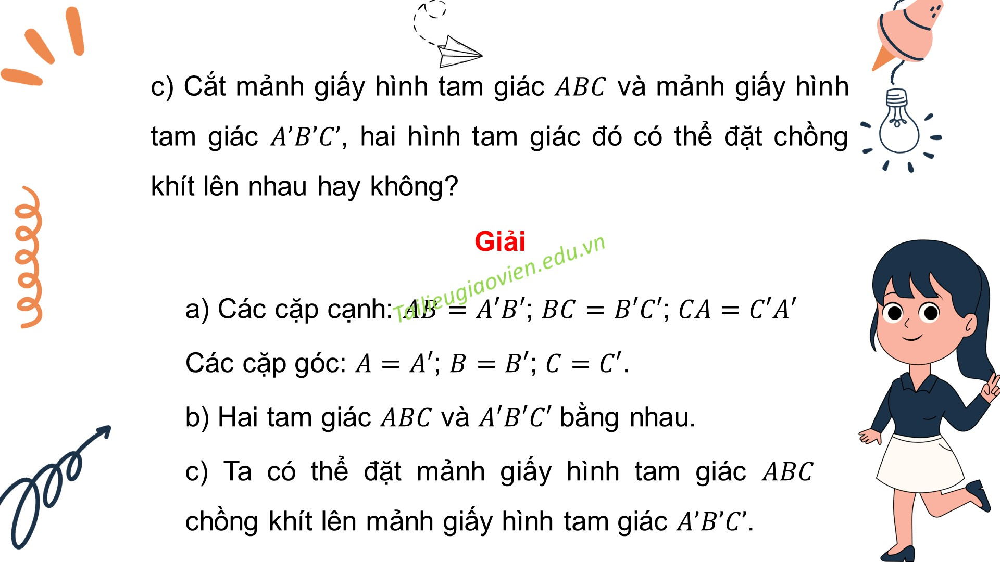 c) Cắt mảnh giấy hình tam giác ABC và mảnh giấy hình
tam giác A’B’C’, hai hình tam giác đó có thể đặt chồng
khít lên nhau hay không?
Giải
Tailieugiaovien.edu.vn
a) Các cặp cạnh: AB = A′B′; BC = B′C′; CA = C′A′
Các cặp góc: A = A′; B = B′; C = C′.
b) Hai tam giác ABC và A′B′C′ bằng nhau.
c) Ta có thể đặt mảnh giấy hình tam giác ABC
chồng khít lên mảnh giấy hình tam giác A’B’C’.